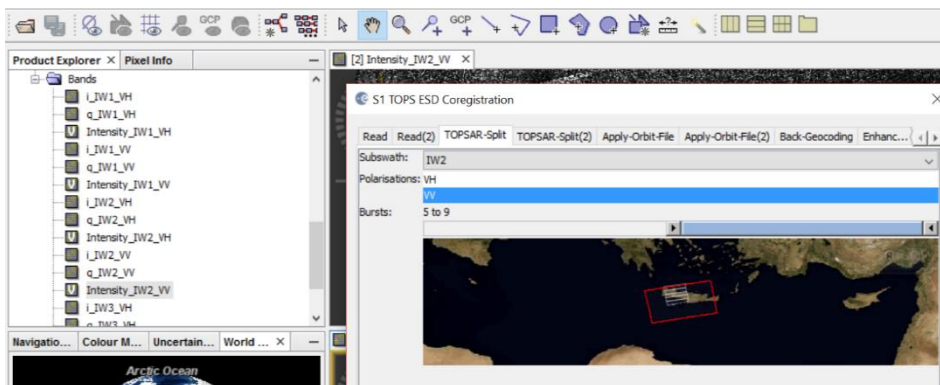 GCP
GCP
Product Explorer × Pixel Info
[2] Intensity_IW2_VV ×
Bands
i_IW1_VH
q_IW1_VH
Intensity_IW1_VH
i_IW1_VV
q_IW1_VV
Intensity_IW1_VV
i_IW2_VH
q_IW2_VH
Intensity_IW2_VH
i_IW2_VV
q_IW2_VV
Intensity_IW2_VV
i_IW3_VH
q_IW3_VH
S1 TOPS ESD Coregistration
Read Read(2) TOPSAR-Split TOPSAR-Split(2) Apply-Orbit-File Apply-Orbit-File(2) Back-Geocoding Enhanc...
Subswath: IW2
Polarisations: VH
VV
Bursts: 5 to 9
Navigatio... Colour M... Uncertain... World ... ×
Arctic Ocean